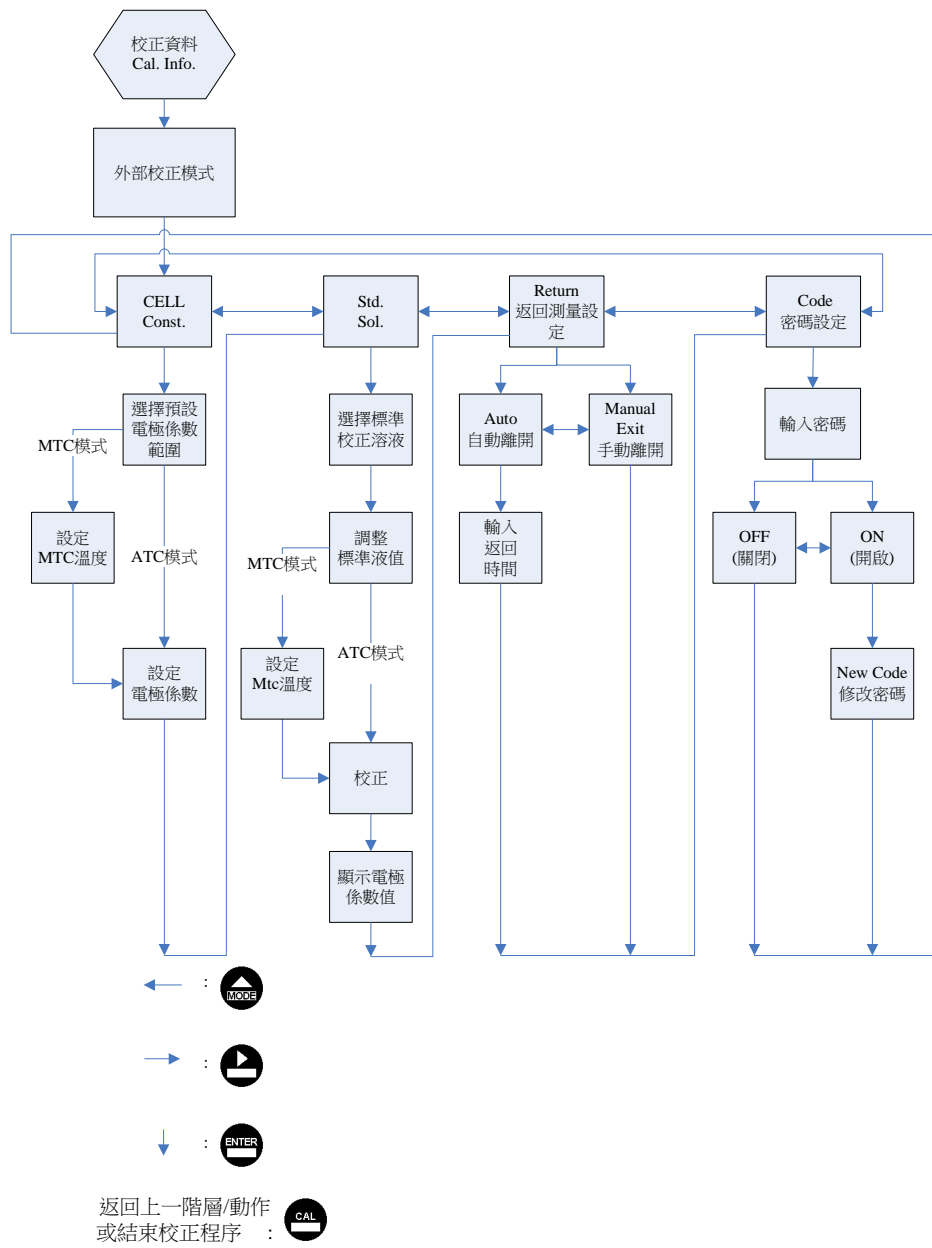 校正資料
Cal. Info.
外部校正模式
CELL
Const.
Std.
Sol.
Return
返回測量設
定
Code
密碼設定
選擇預設
電極係數
範圍
MTC模式
設定
MTC溫度
ATC模式
設定
電極係數
選擇標準
校正溶液
調整
標準液值
MTC模式
設定
Mtc溫度
ATC模式
校正
顯示電極
係數值
Auto
自動離開
Manual
Exit
手動離開
輸入
返回
時間
輸入密碼
OFF
(關閉)
ON
(開啟)
New Code
修改密碼
:
MODE
:
:
ENTER
返回上一階層/動作
或結束校正程序 :
CAL